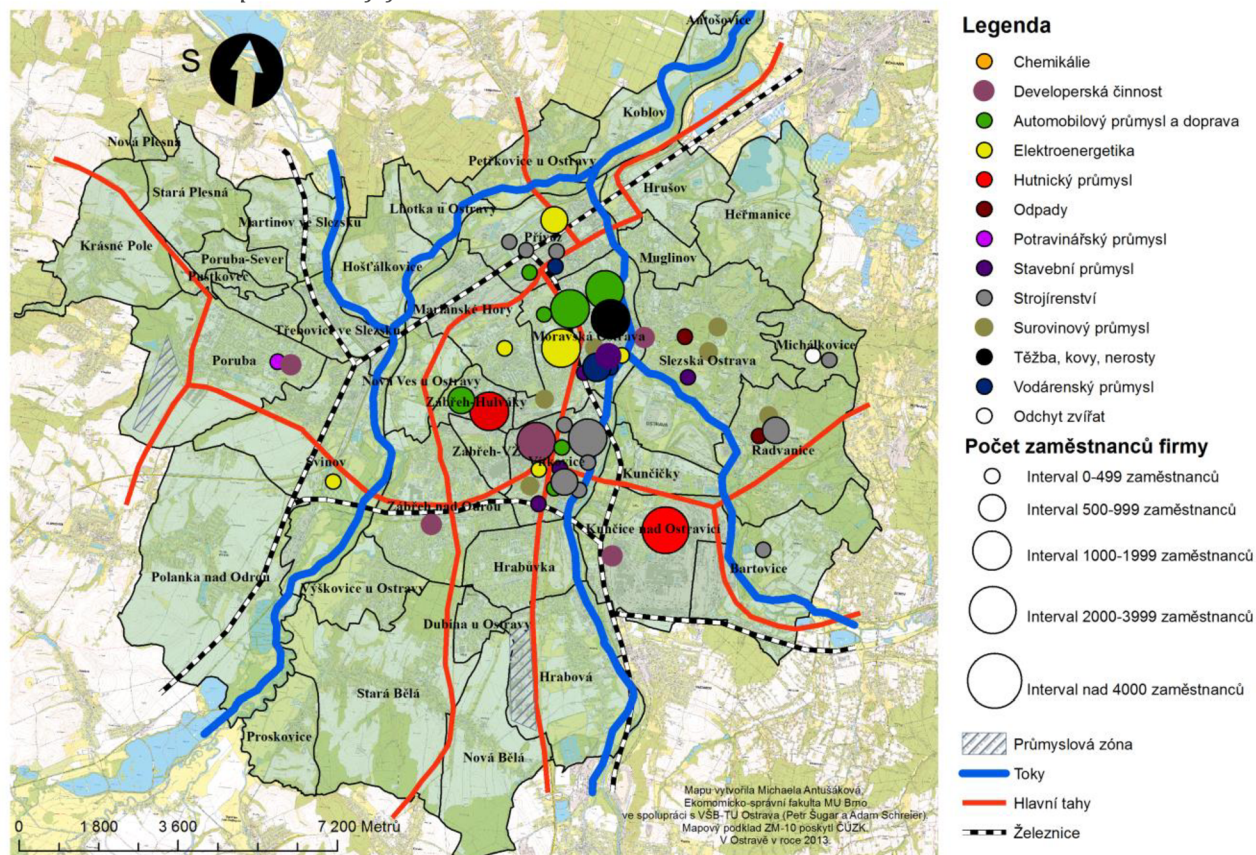 S
Antošovice
Koblov
Nová Plesná
Petřkovice u Ostravy
Hrušov
Stará Plesná
Lhotka u Ostravy
Heřmanice
Martinov ve Slezsku
Krásné Pole
Přívoz
Poruba-Sever
Muglinov
Hošťálkovice
Pustkovec
Mariánské Hory
Třebovice ve Slezsku
Moravská Ostrava
Michálkovice
Poruba
Slezská Ostrava
Nová Ves u Ostravy
Zábřeh-Hulváky
Zábřeh-VŽ
Vítkovice
Radvanice
Svinov
Kunčičky
Zábřeh nad Odrou
Kunčice nad Ostravicí
Hrabůvka
Bartovice
Polanka nad Odrou
Výškovice u Ostravy
Dubina u Ostravy
Stará Bělá
Hrabová
Proskovice
Nová Bělá
Mapu vytvořila Michaela Antušáková,
Ekomomicko-správní fakulta MU Brno
ve spolupráci s VŠB-TU Ostrava (Petr Šugar a Adam Schreier).
Mapový podklad ZM-10 poskytl ČÚZK.
V Ostravě v roce 2013.
0 1 800 3 600 7 200 Metrů
Legenda
Chemikálie
Developerská činnost
Automobilový průmysl a doprava
Elektroenergetika
Hutnický průmysl
Odpady
Potravinářský průmysl
Stavební průmysl
Strojírenství
Surovinový průmysl
Těžba, kovy, nerosty
Vodárenský průmysl
Odchyt zvířat
Počet zaměstnanců firmy
Interval 0-499 zaměstnanců
Interval 500-999 zaměstnanců
Interval 1000-1999 zaměstnanců
Interval 2000-3999 zaměstnanců
Interval nad 4000 zaměstnanců
Průmyslová zóna
Toky
Hlavní tahy
Železnice